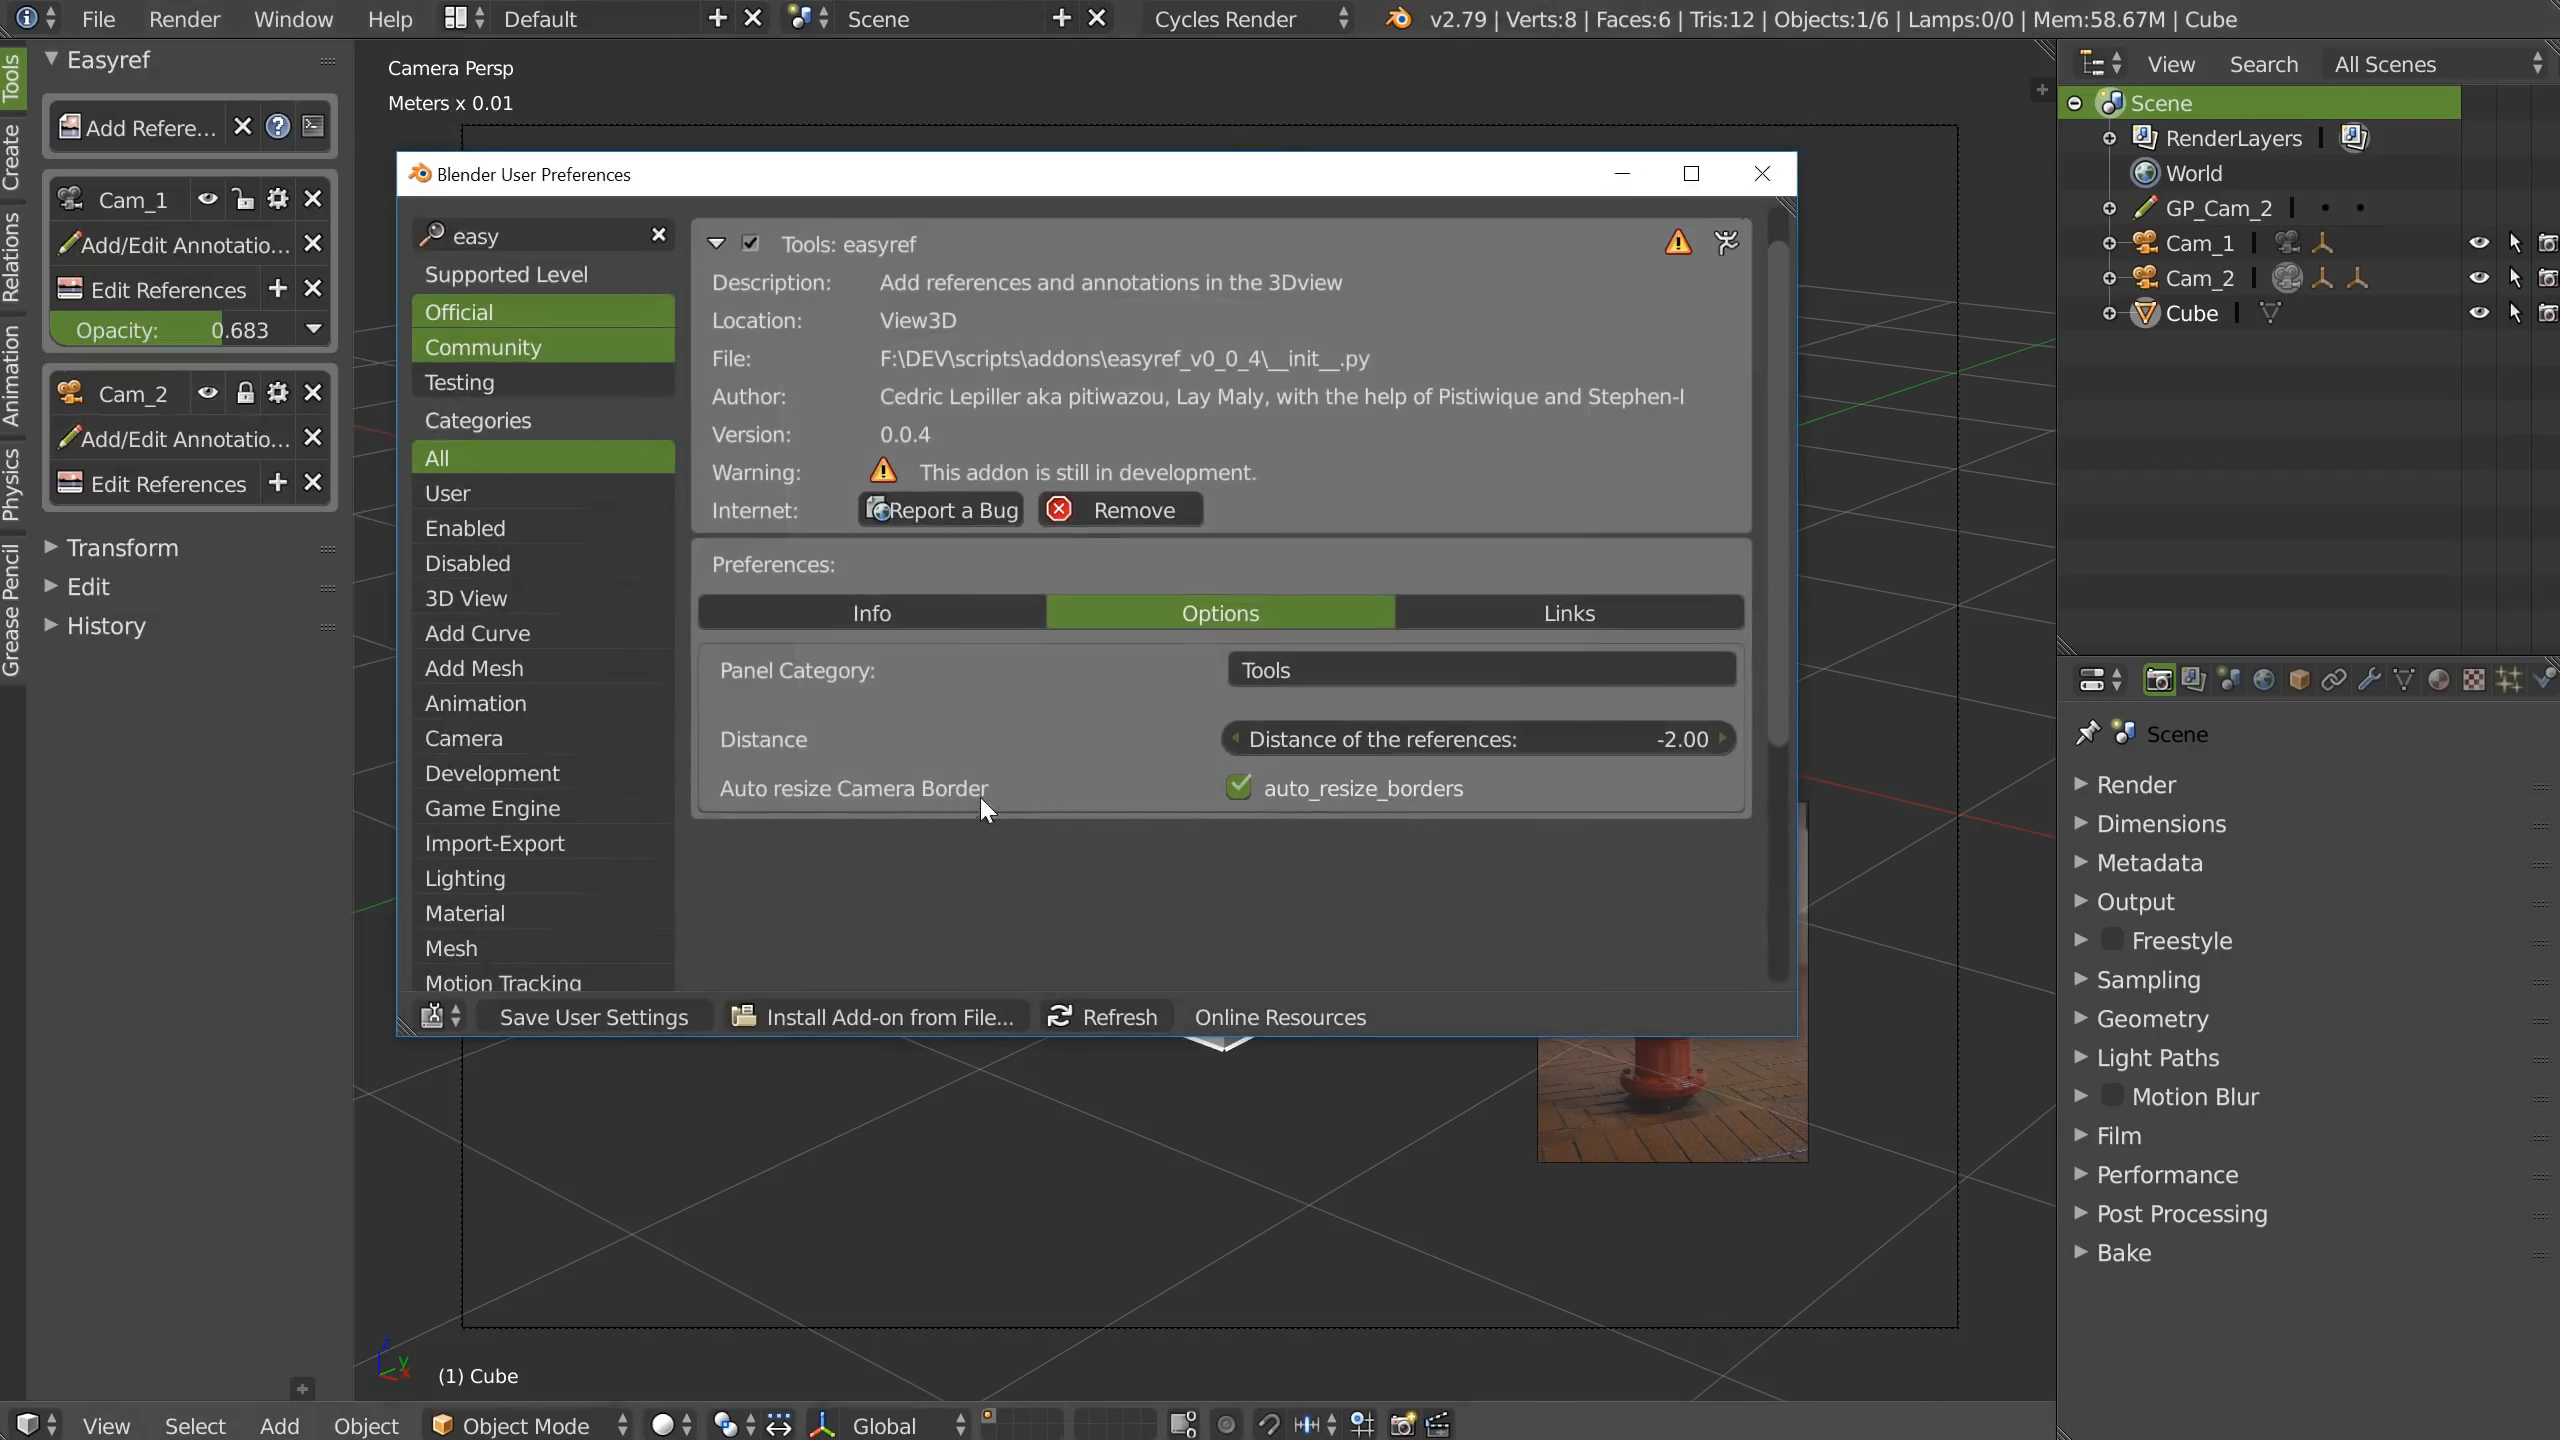 File Render Window Help Default Scene Cycles Render v2.79 | Verts:8 | Faces:6 | Tris:12 | Objects:1/6 | Lamps:0/0 | Mem:58.67M | Cube
Tools
Create
Relations
Animation
Physics
Grease Pencil
Easyref
Add Refere...
Cam_1
Add/Edit Annotatio...
Edit References
Opacity: 0.683
Cam_2
Add/Edit Annotatio...
Edit References
Transform
Edit
History
Camera Persp
Meters x 0.01
Blender User Preferences
easy
Supported Level
Official
Community
Testing
Categories
All
User
Enabled
Disabled
3D View
Add Curve
Add Mesh
Animation
Camera
Development
Game Engine
Import-Export
Lighting
Material
Mesh
Motion Tracking
Tools: easyref
Description: Add references and annotations in the 3Dview
Location: View3D
File: F:\DEV\scripts\addons\easyref_v0_0_4\__init__.py
Author: Cedric Lepiller aka pitiwazou, Lay Maly, with the help of Pistiwique and Stephen-l
Version: 0.0.4
Warning: This addon is still in development.
Internet: Report a Bug Remove
Preferences:
Info Options Links
Panel Category: Tools
Distance Distance of the references: -2.00
Auto resize Camera Border auto_resize_borders
Save User Settings Install Add-on from File... Refresh Online Resources
(1) Cube
z
y
x
View Select Add Object Object Mode Global
View Search All Scenes
Scene
RenderLayers
World
GP_Cam_2
Cam_1
Cam_2
Cube
Scene
Render
Dimensions
Metadata
Output
Freestyle
Sampling
Geometry
Light Paths
Motion Blur
Film
Performance
Post Processing
Bake